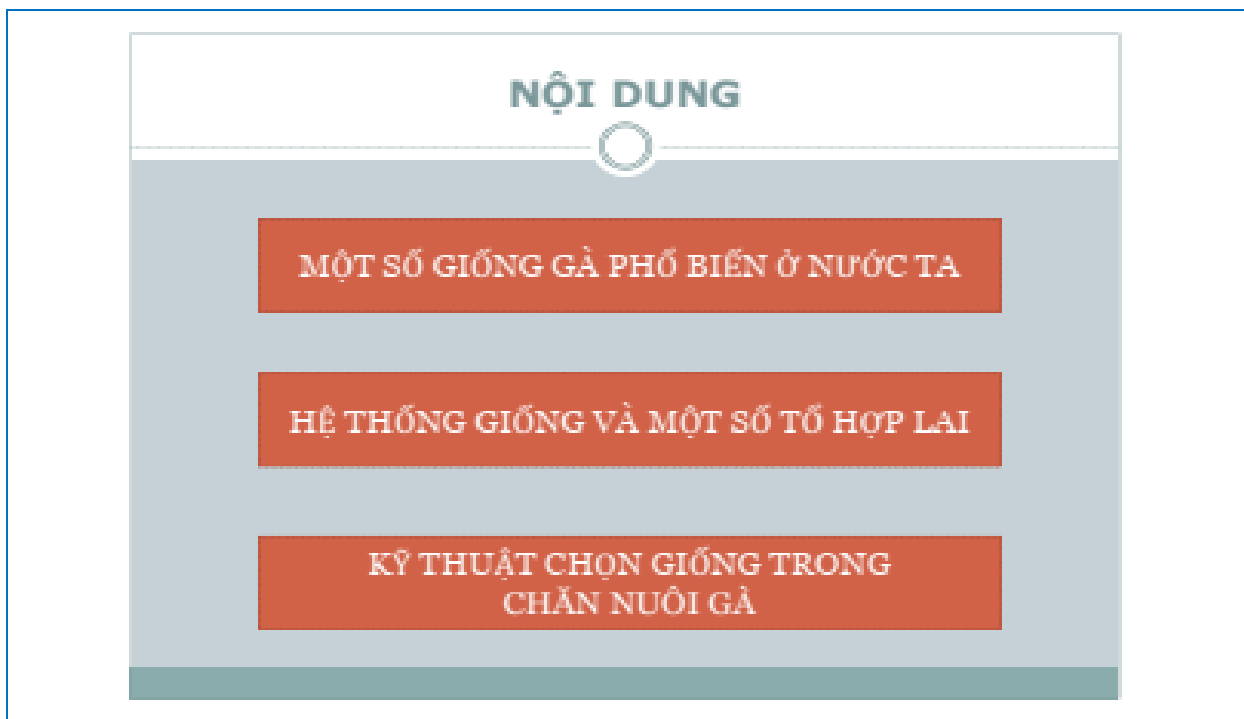 NỘI DUNG
MỘT SỐ GIỐNG GÀ PHỔ BIẾN Ở NƯỚC TA
HỆ THỐNG GIỐNG VÀ MỘT SỐ TỔ HỢP LAI
KỸ THUẬT CHỌN GIỐNG TRONG
CHĂN NUÔI GÀ